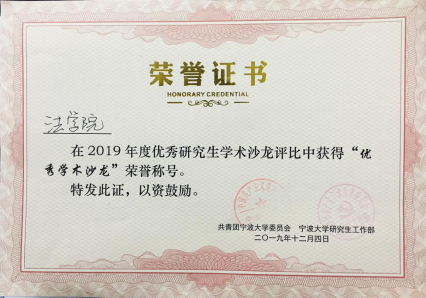 荣誉证书
HONORARY CREDENTIAL
法学院
在2019年度优秀研究生学术沙龙评比中获得“优
秀学术沙龙”荣誉称号。
特发此证，以资鼓励。
共青团宁波大学委员会 宁波大学研究生工作部
二〇一九年十二月四日